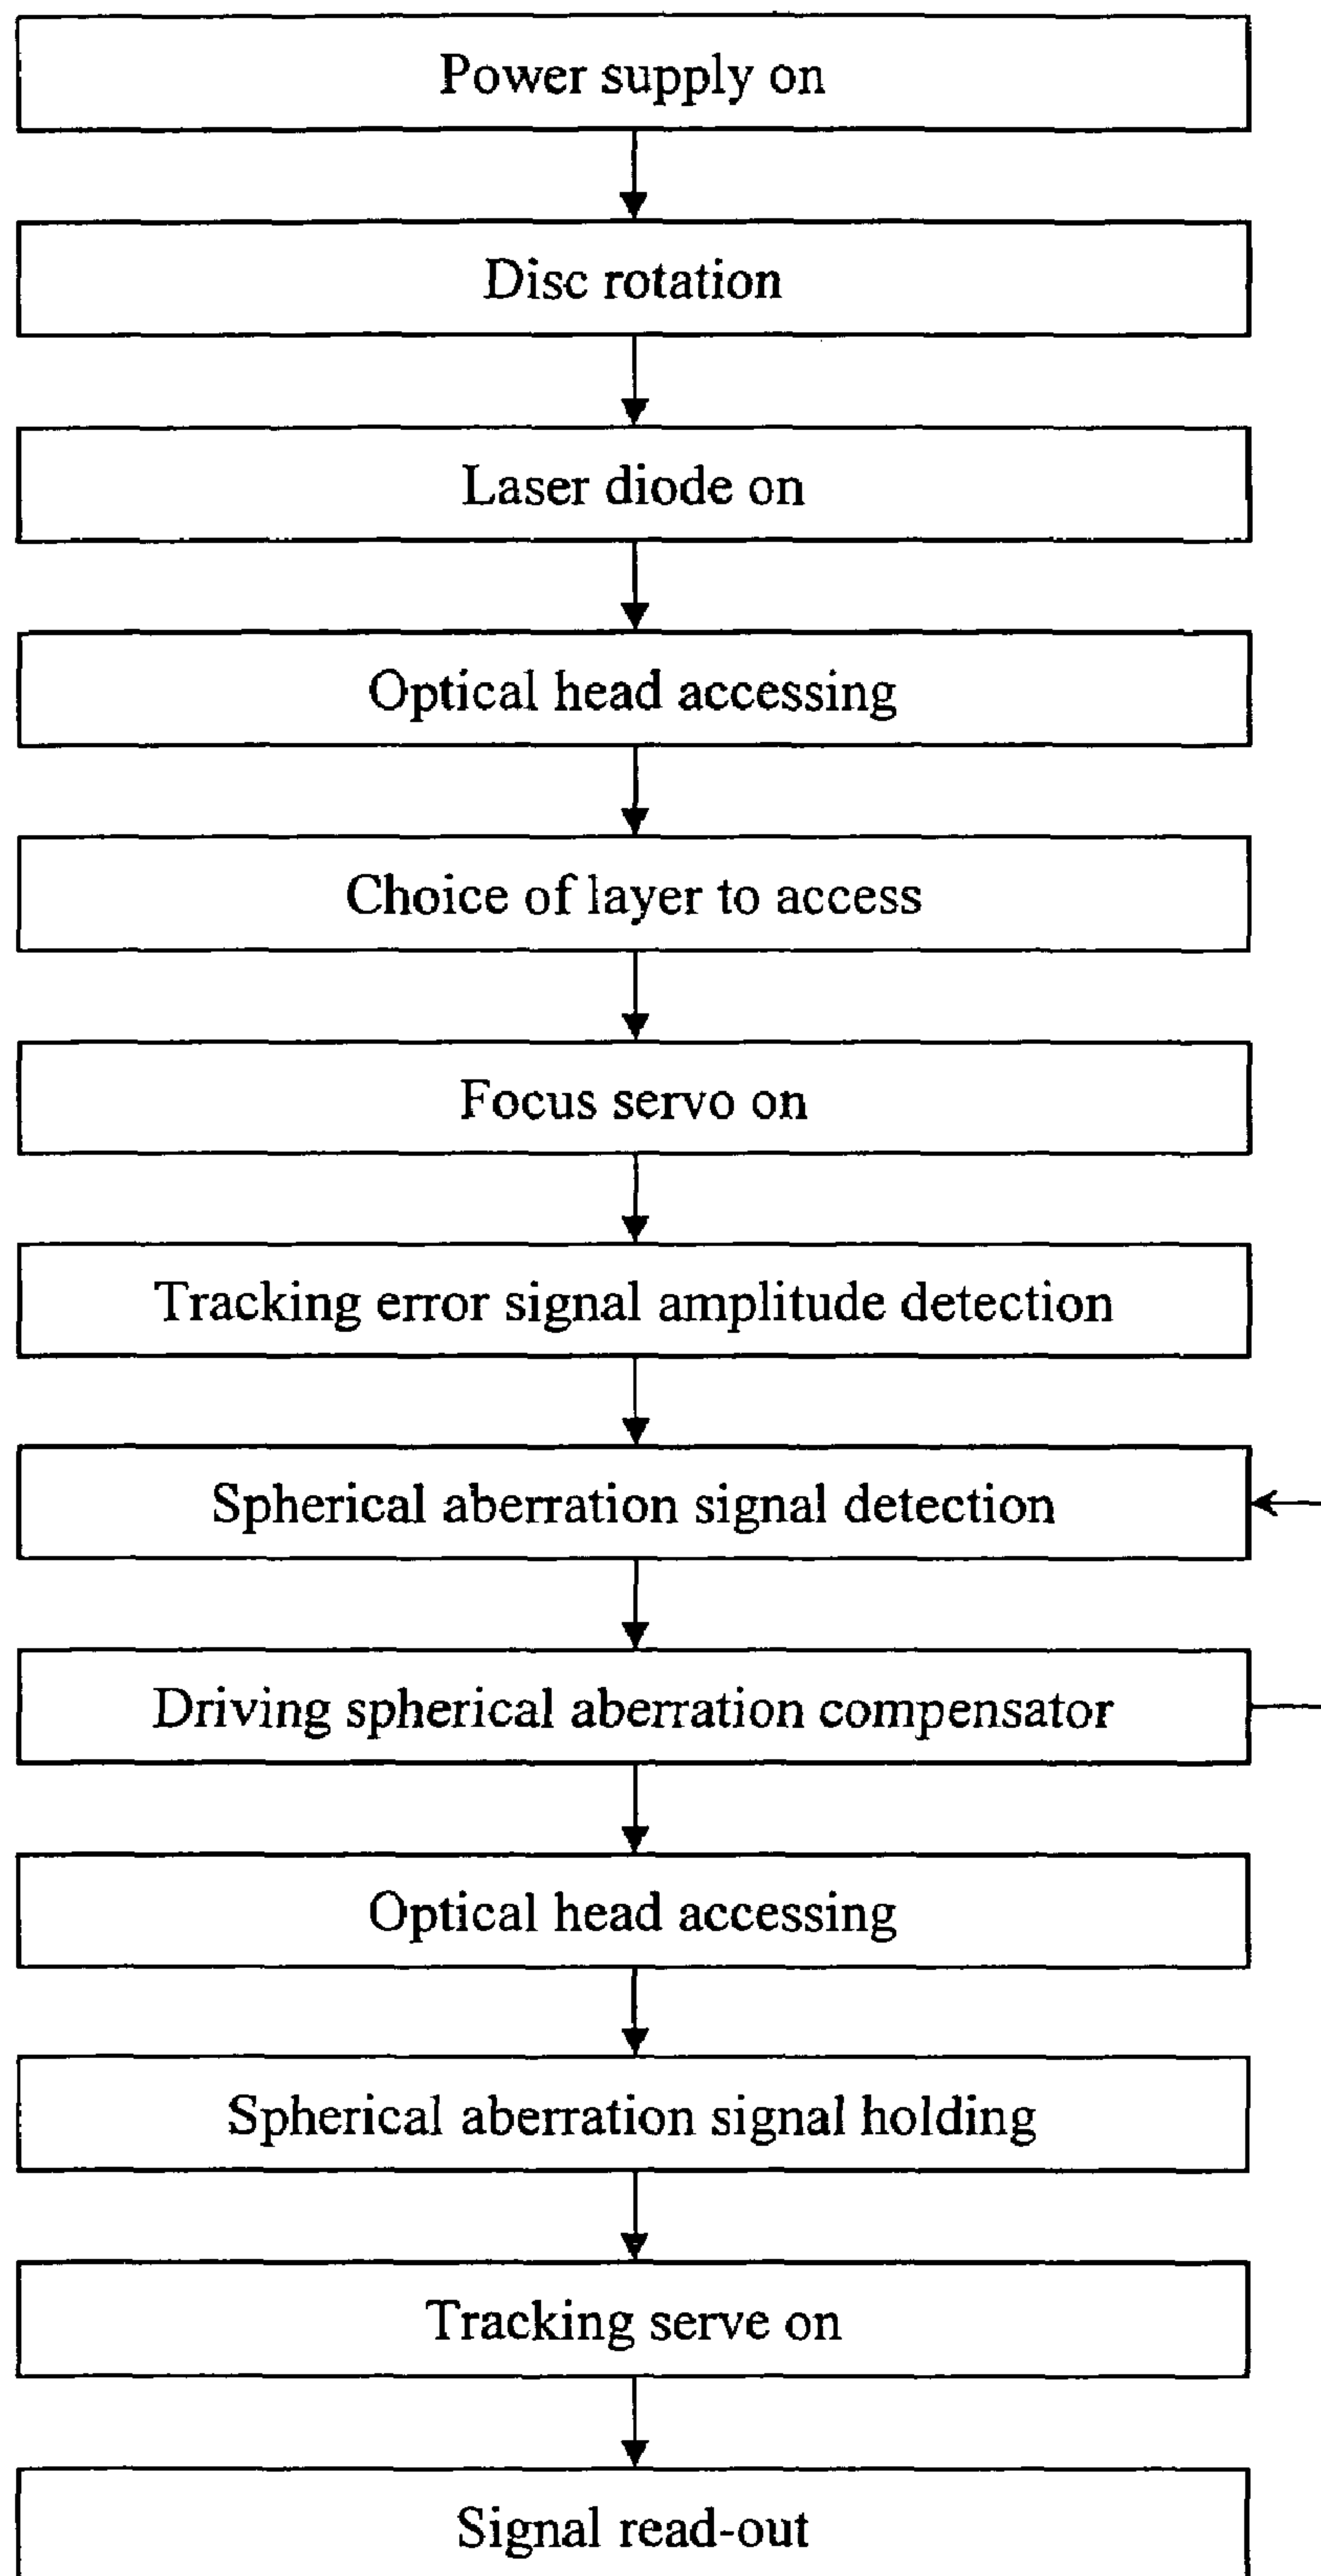 Power supply on
Disc rotation
Laser diode on
Optical head accessing
Choice of layer to access
Focus servo on
Tracking error signal amplitude detection
Spherical aberration signal detection
Driving spherical aberration compensator
Optical head accessing
Spherical aberration signal holding
Tracking serve on
Signal read-out